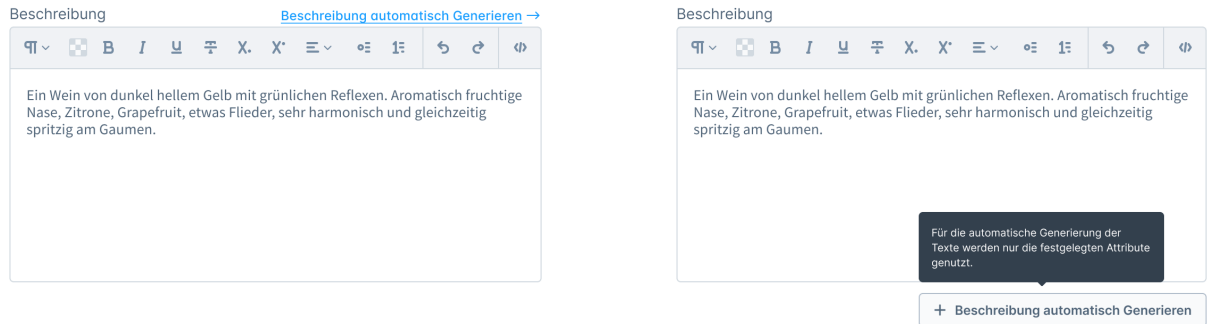 Beschreibung
Beschreibung automatisch Generieren →
Ein Wein von dunkel hellem Gelb mit grünlichen Reflexen. Aromatisch fruchtige
Nase, Zitrone, Grapefruit, etwas Flieder, sehr harmonisch und gleichzeitig
spritzig am Gaumen.
Beschreibung
Ein Wein von dunkel hellem Gelb mit grünlichen Reflexen. Aromatisch fruchtige
Nase, Zitrone, Grapefruit, etwas Flieder, sehr harmonisch und gleichzeitig
spritzig am Gaumen.
Für die automatische Generierung der
Texte werden nur die festgelegten Attribute
genutzt.
+ Beschreibung automatisch Generieren